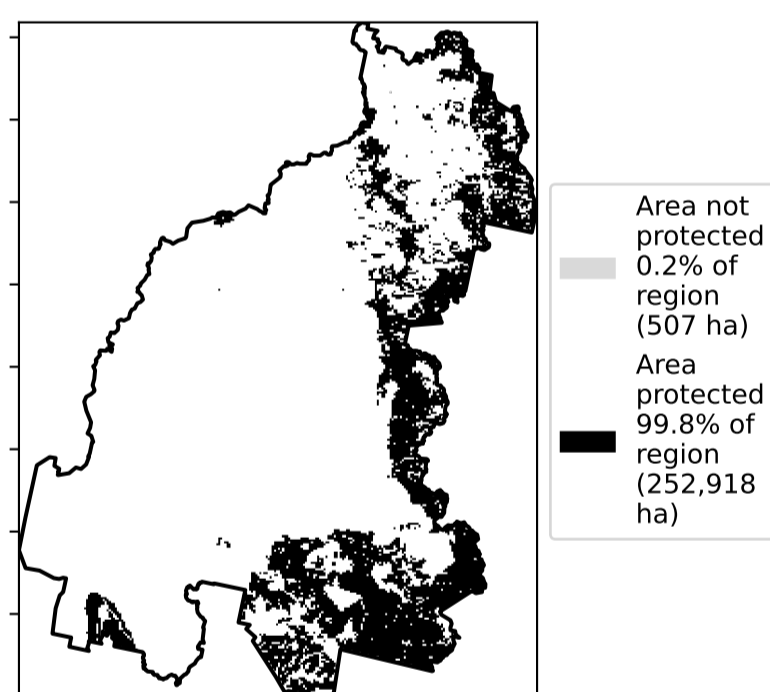 Area not
protected
0.2% of
region
(507 ha)
Area
protected
99.8% of
region
(252,918
ha)